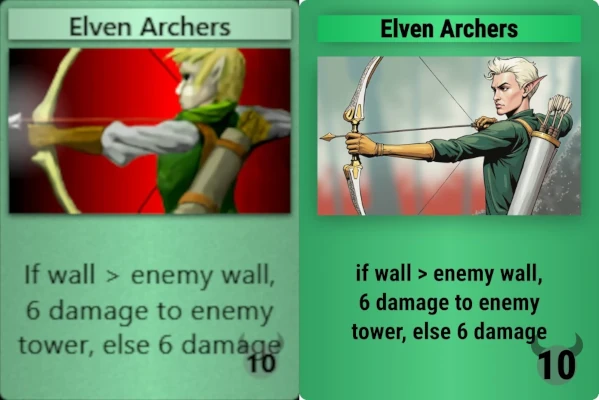 Elven Archers
If wall > enemy wall,
6 damage to enemy
tower, else 6 damage
10
Elven Archers
if wall > enemy wall,
6 damage to enemy
tower, else 6 damage
10